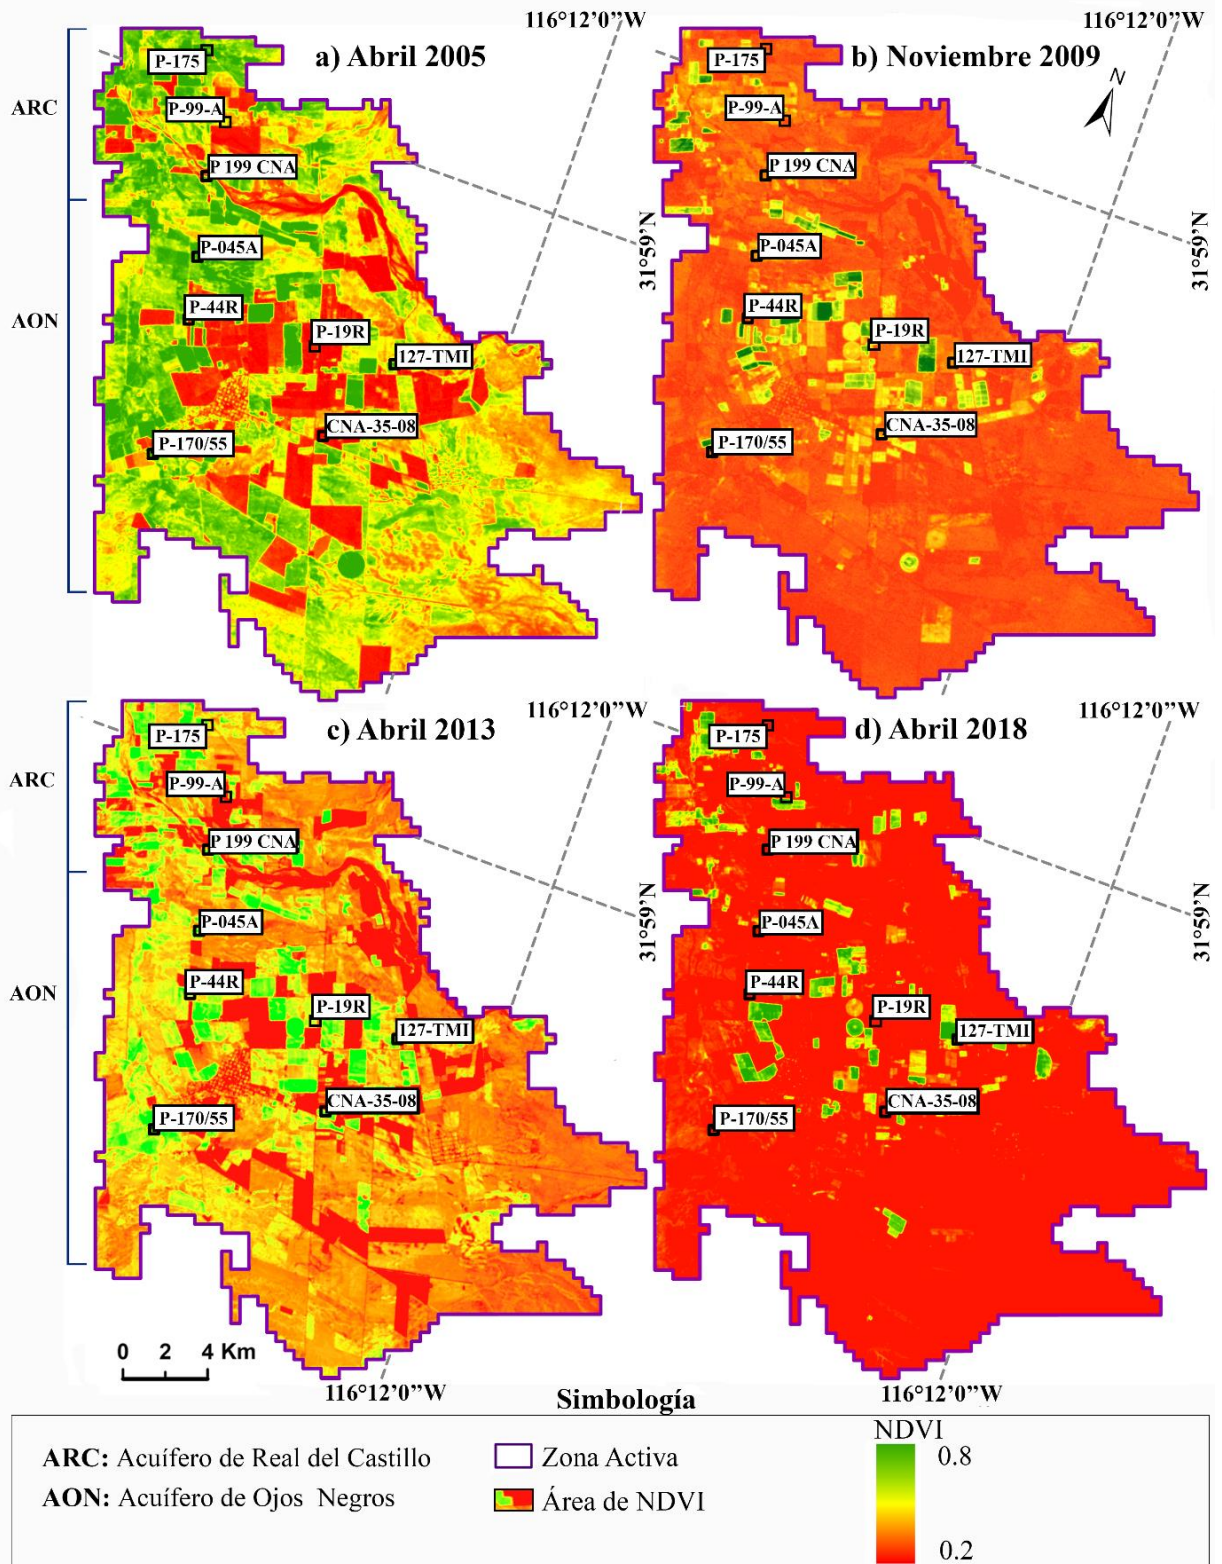 116°12'0”W
116°12'0”W
a) Abril 2005
b) Noviembre 2009
N
ARC
P-175
P-99-A
P 199 CNA
P-175
P-99-A
P 199 CNA
31°59’N
31°59’N
AON
P-045A
P-44R
P-19R
127-TMI
CNA-35-08
P-170/55
P-045A
P-44R
P-19R
127-TMI
CNA-35-08
P-170/55
116°12'0”W
116°12'0”W
c) Abril 2013
d) Abril 2018
ARC
P-175
P-99-A
P 199 CNA
P-175
P-99-A
P 199 CNA
31°59’N
31°59’N
AON
P-045A
P-44R
P-19R
127-TMI
CNA-35-08
P-170/55
P-045A
P-44R
P-19R
127-TMI
CNA-35-08
P-170/55
0 2 4 Km
116°12'0”W
116°12'0”W
Simbología
ARC: Acuífero de Real del Castillo
AON: Acuífero de Ojos Negros
Zona Activa
Área de NDVI
NDVI
0.8
0.2